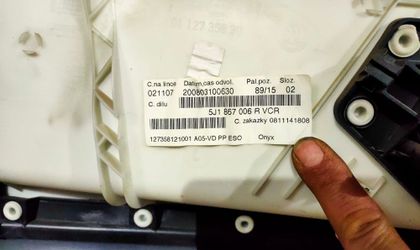 C.na lince Datum,cas odvol. Pal.poz. Sloz.
021107 200803100630 89/15 02
C. dilu
5J1 867 006 R VCR
C. zakazky 0811141808
127358121001 A05-VD PP ESO Onyx